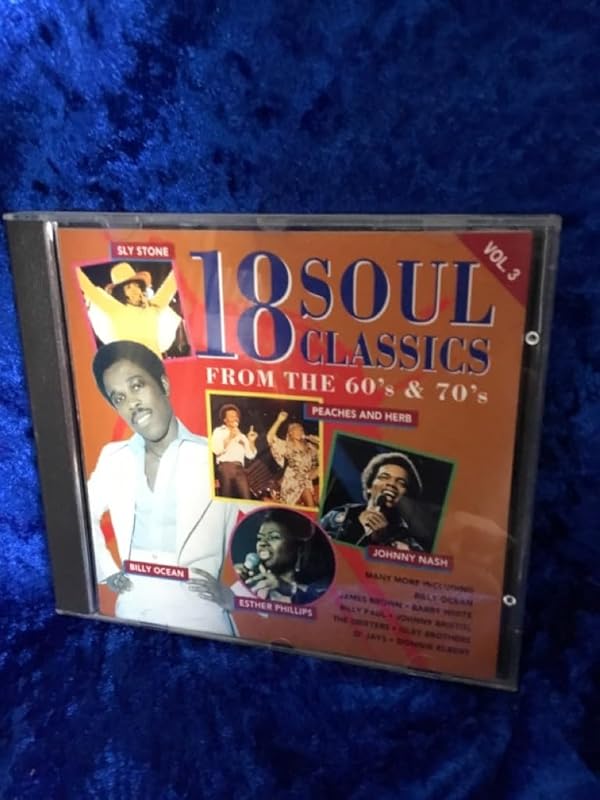 SLY STONE
VOL. 3
18 SOUL
CLASSICS
FROM THE 60's & 70's
PEACHES AND HERB
JOHNNY NASH
BILLY OCEAN
ESTHER PHILLIPS
MANY MORE INCLUDING
BILLY OCEAN
JAMES BROWN • BARRY WHITE
BILLY PAUL • JOHNNY BRISTOL
THE DRIFTERS • ISLEY BROTHERS
O' JAYS • DONNIE ELBERT